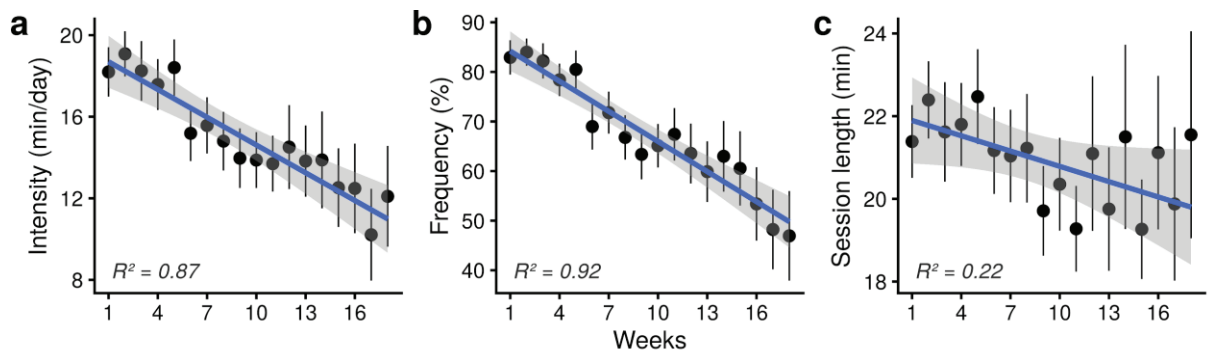 a
Intensity (min/day)
20
16
12
8
R² = 0.87
1 4 7 10 13 16
b
Frequency (%)
90
80
70
60
50
40
R² = 0.92
1 4 7 10 13 16
Weeks
c
Session length (min)
24
22
20
18
R² = 0.22
1 4 7 10 13 16